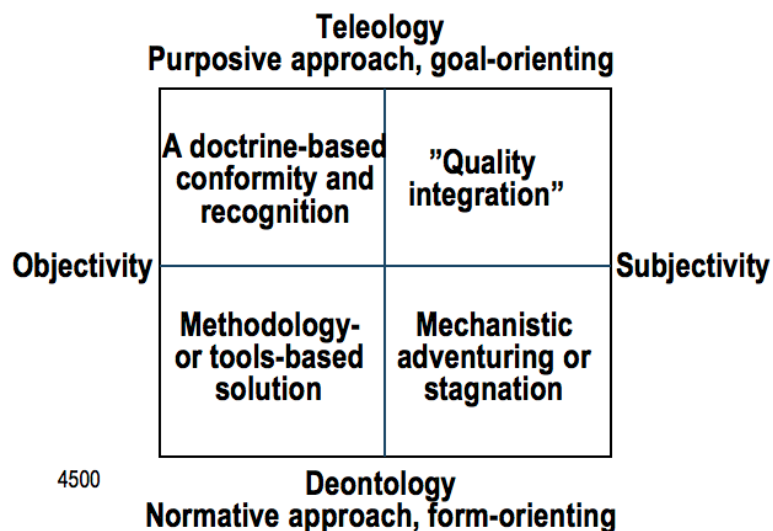 Teleology
Purposive approach, goal-orienting
A doctrine-based
conformity and
recognition
”Quality
integration”
Objectivity
Subjectivity
Methodology-
or tools-based
solution
Mechanistic
adventuring or
stagnation
4500
Deontology
Normative approach, form-orienting